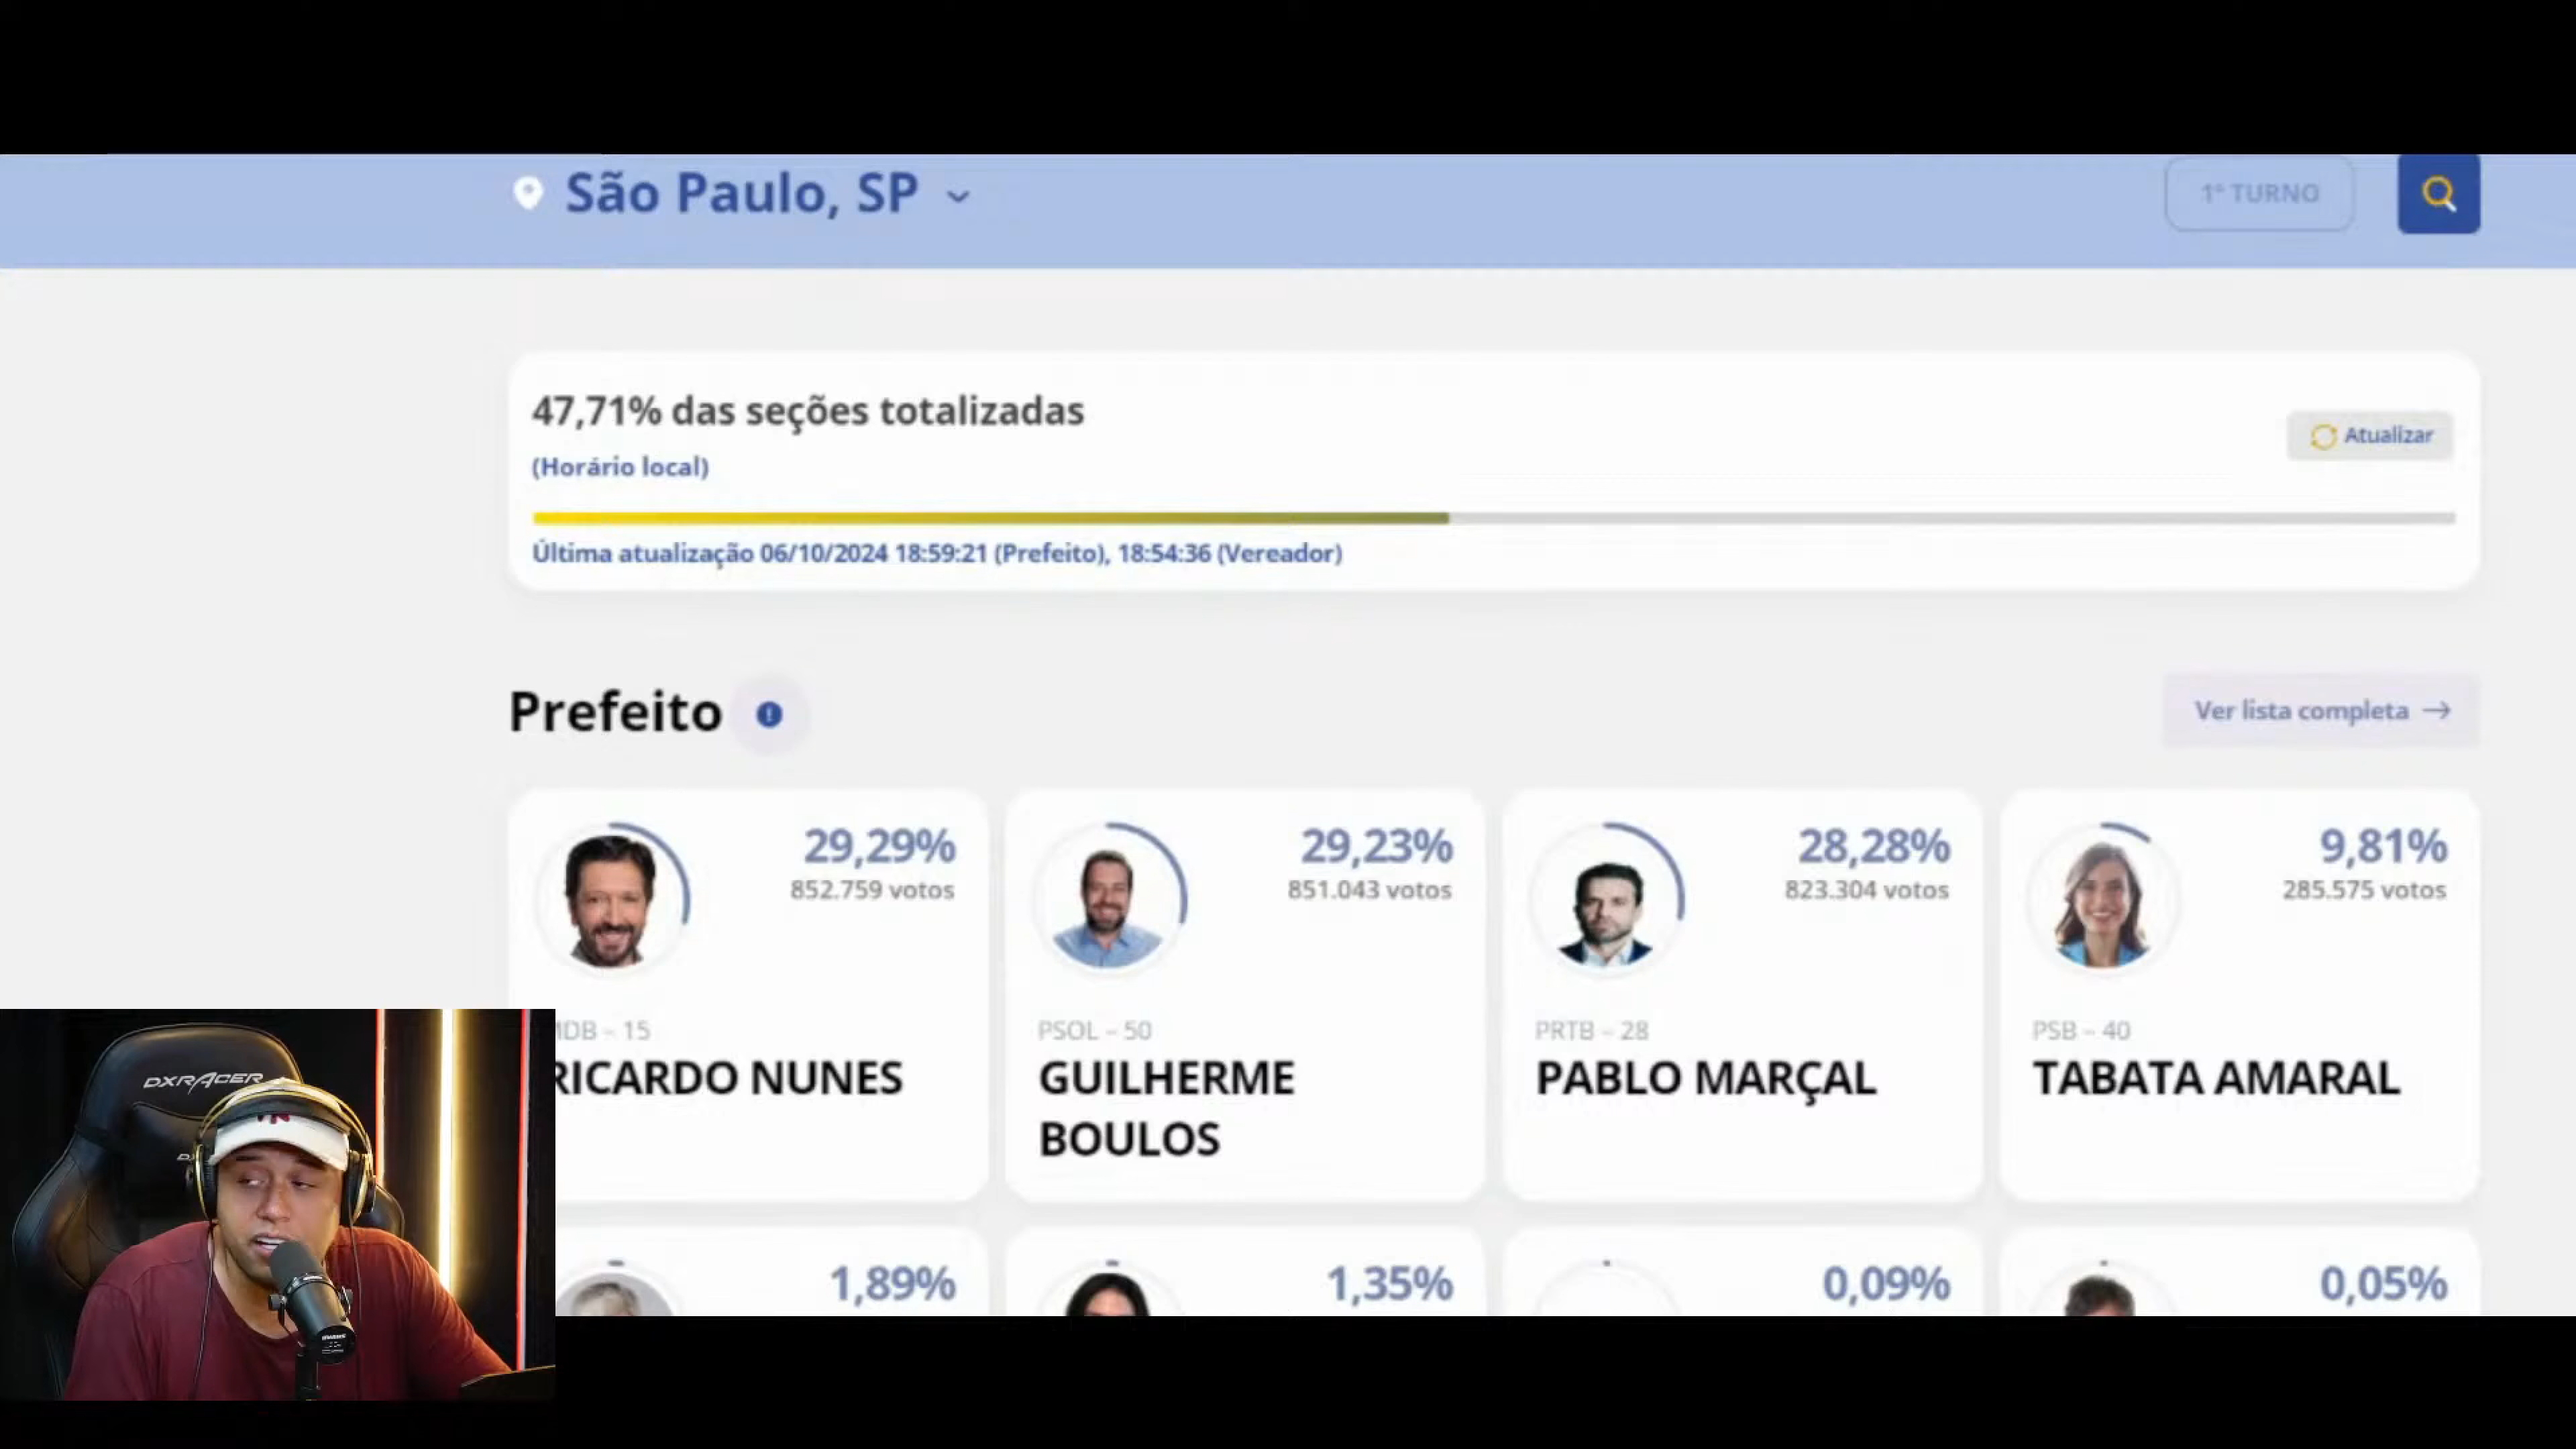 São Paulo, SP
1º TURNO
47,71% das seções totalizadas
Atualizar
(Horário local)
Última atualização 06/10/2024 18:59:21 (Prefeito), 18:54:36 (Vereador)
Prefeito
Ver lista completa →
29,29%
852.759 votos
MDB – 15
RICARDO NUNES
29,23%
851.043 votos
PSOL – 50
GUILHERME
BOULOS
28,28%
823.304 votos
PRTB – 28
PABLO MARÇAL
9,81%
285.575 votos
PSB – 40
TABATA AMARAL
1,89%
1,35%
0,09%
0,05%
DXRACER